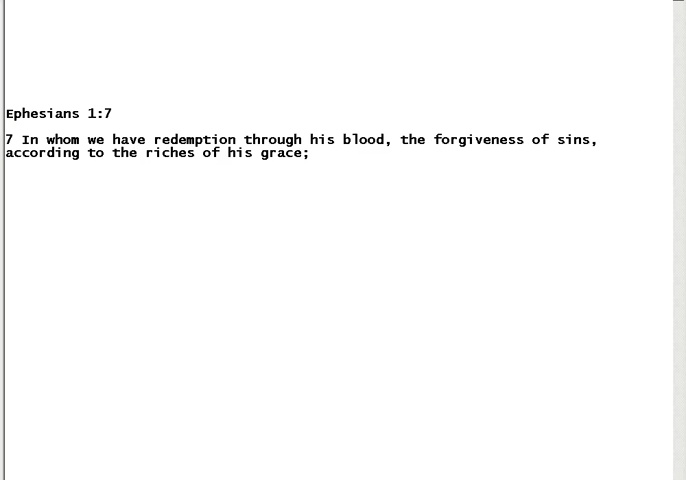 Ephesians 1:7
7 In whom we have redemption through his blood, the forgiveness of sins,
according to the riches of his grace;